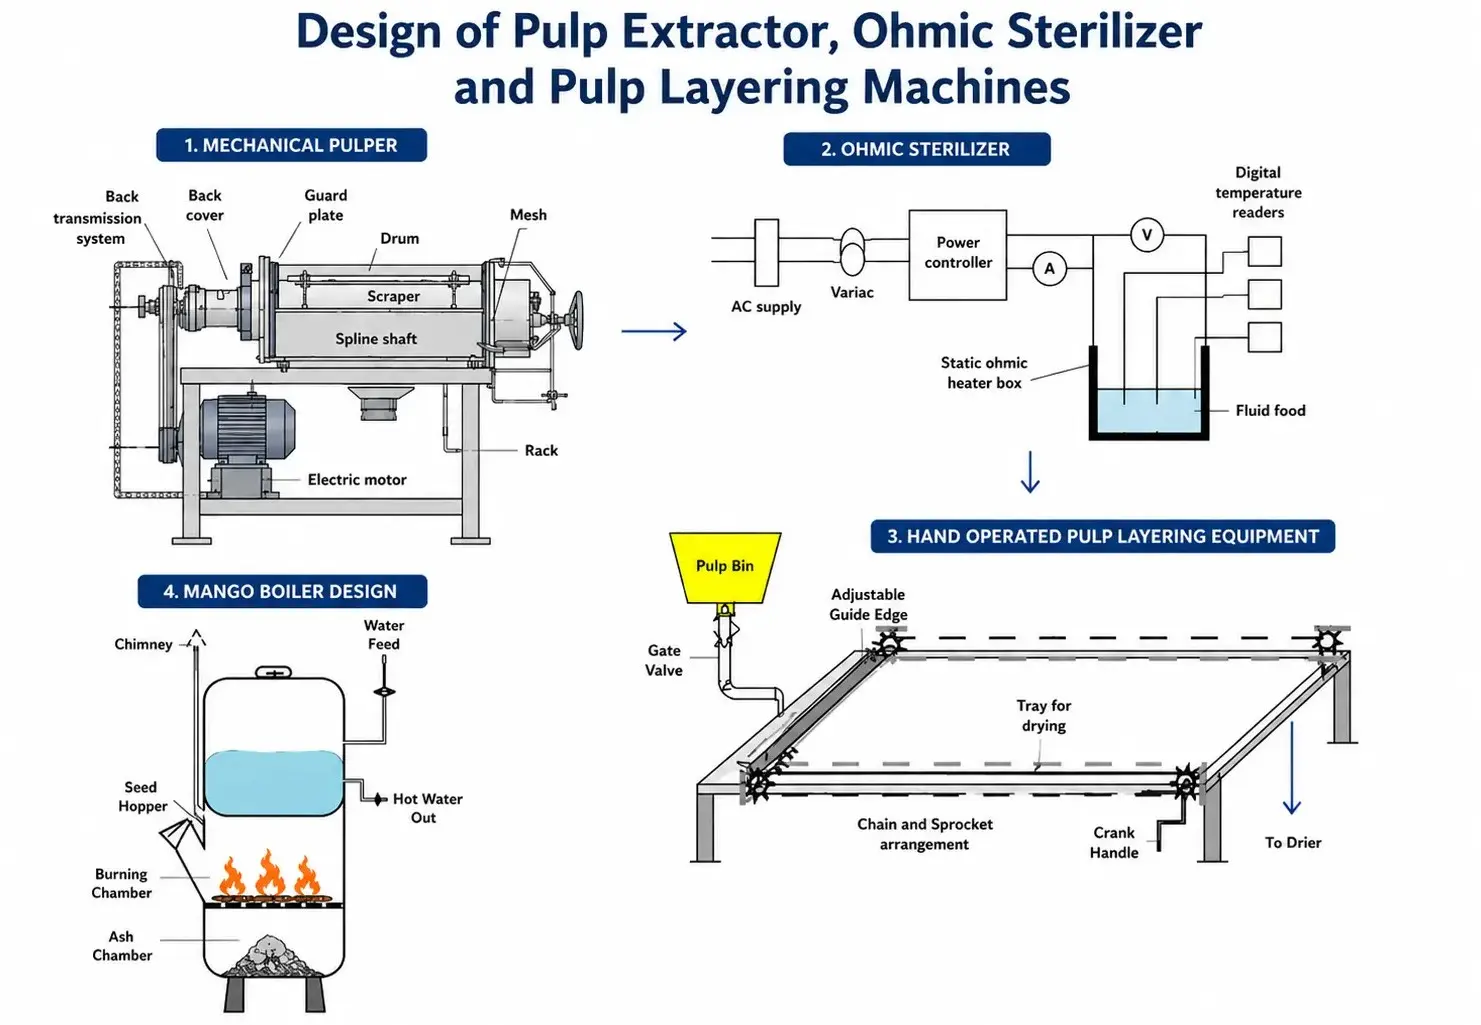 Design of Pulp Extractor, Ohmic Sterilizer
and Pulp Layering Machines
1. MECHANICAL PULPER
Back
transmission
system
Back
cover
Guard
plate
Drum
Mesh
Scraper
Spline shaft
Rack
Electric motor
2. OHMIC STERILIZER
Digital
temperature
readers
Power
controller
V
A
AC supply
Variac
Static ohmic
heater box
Fluid food
3. HAND OPERATED PULP LAYERING EQUIPMENT
Pulp Bin
Adjustable
Guide Edge
Gate
Valve
Tray for
drying
Chain and Sprocket
arrangement
Crank
Handle
To Drier
4. MANGO BOILER DESIGN
Chimney
Water
Feed
Seed
Hopper
Hot Water
Out
Burning
Chamber
Ash
Chamber